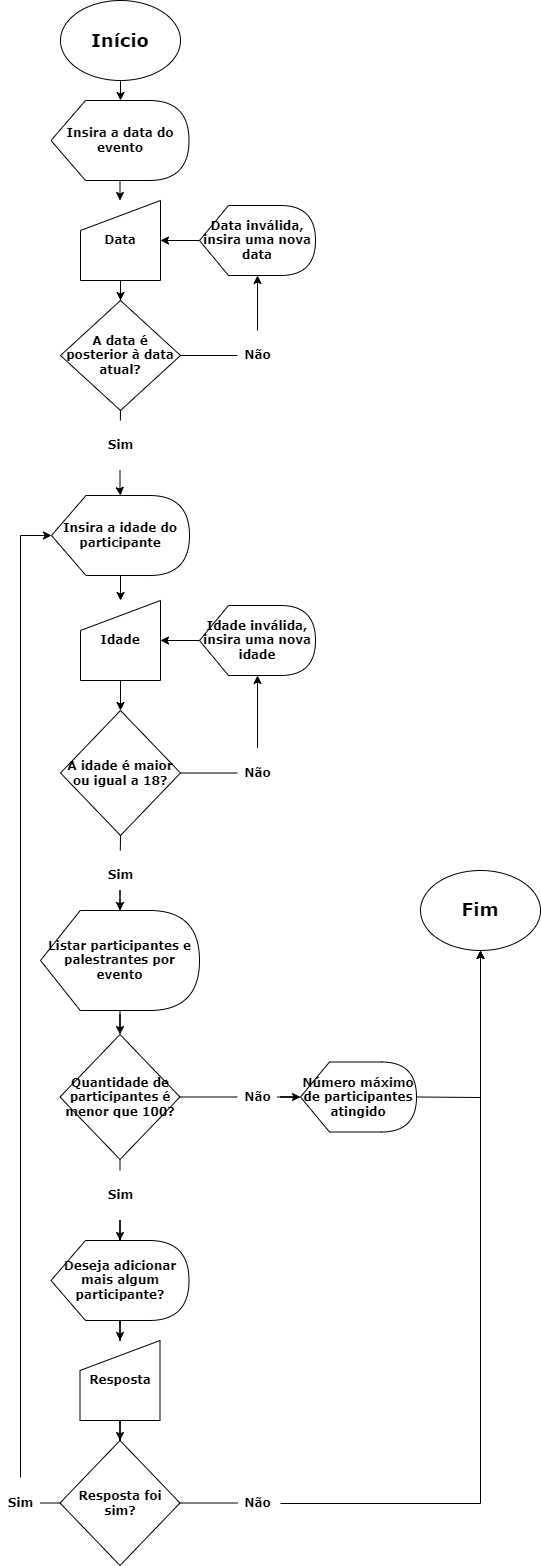 Início
Insira a data do
evento
Data
Data inválida,
insira uma nova
data
A data é
posterior à data
atual?
Não
Sim
Insira a idade do
participante
Idade
Idade inválida,
insira uma nova
idade
A idade é maior
ou igual a 18?
Não
Sim
Fim
Listar participantes e
palestrantes por
evento
Quantidade de
participantes é
menor que 100?
Não
Número máximo
de participantes
atingido
Sim
Deseja adicionar
mais algum
participante?
Resposta
Resposta foi
sim?
Sim
Não